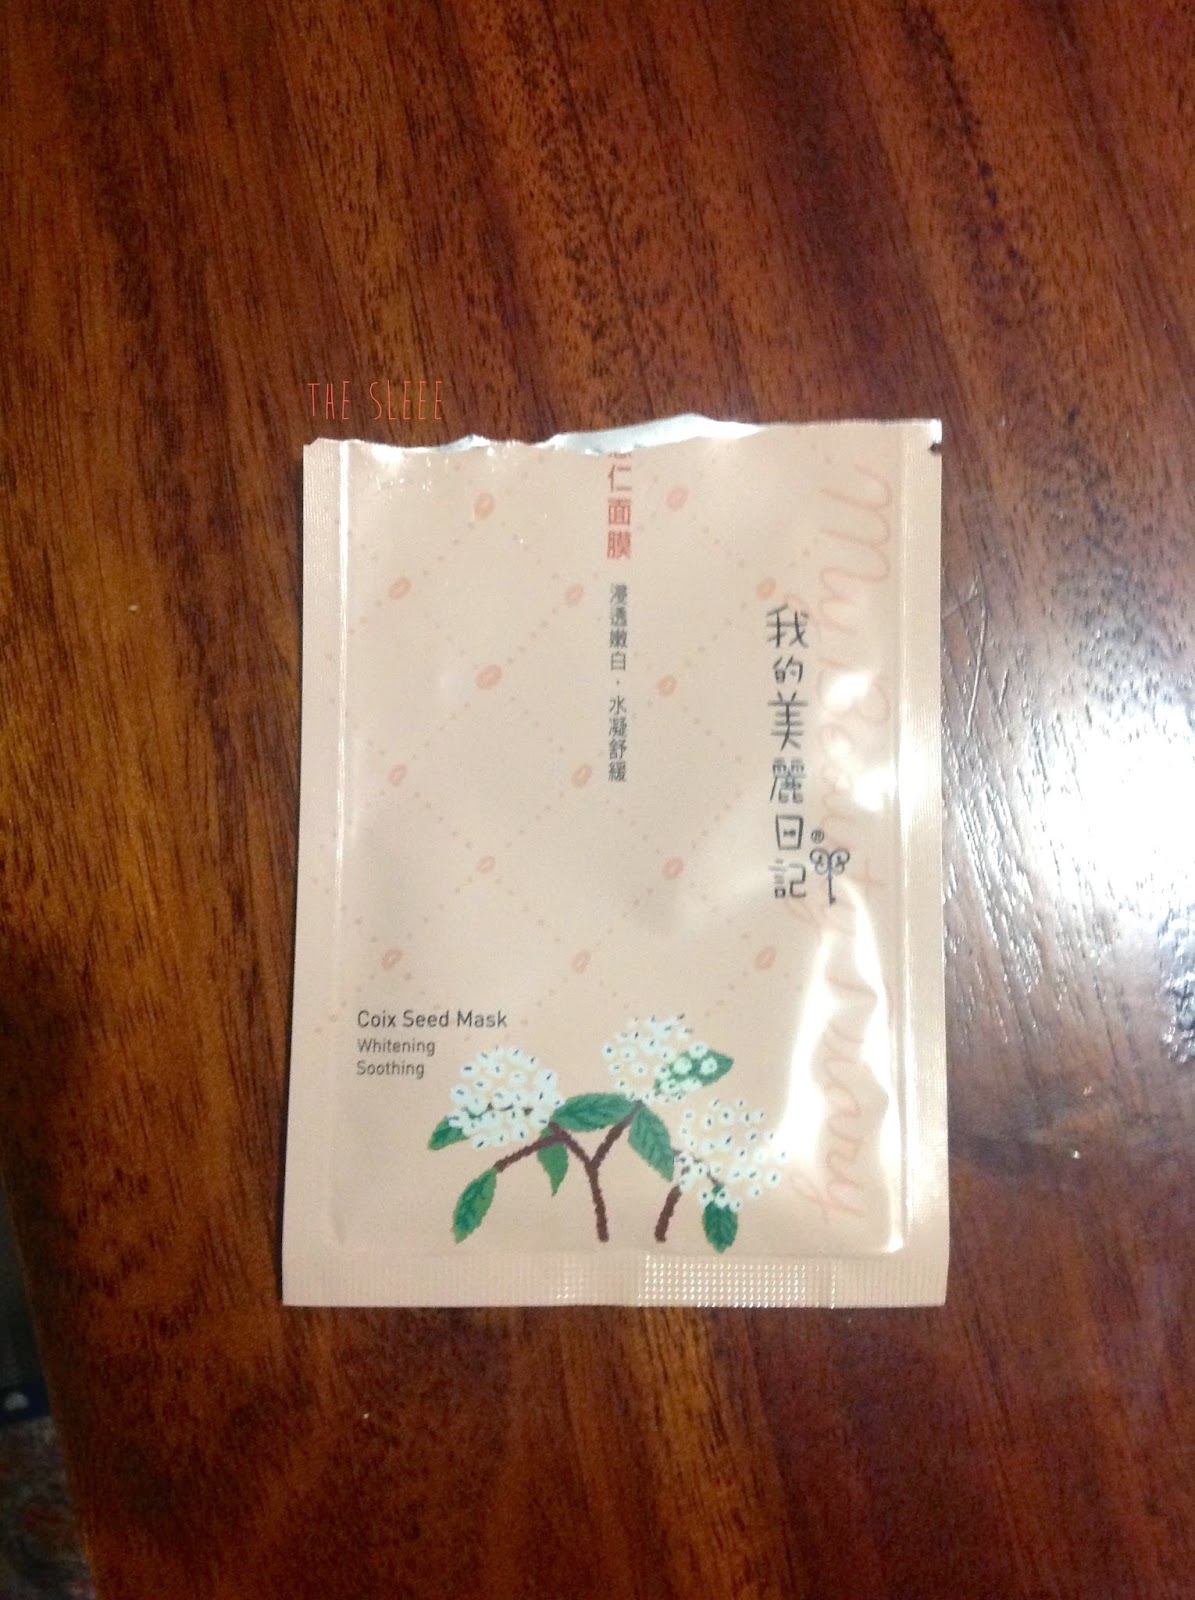 THE SLEEE
我的美麗日記
®
My Beauty Diary
仁面膜
浸透嫩白・水凝舒緩
Coix Seed Mask
Whitening
Soothing